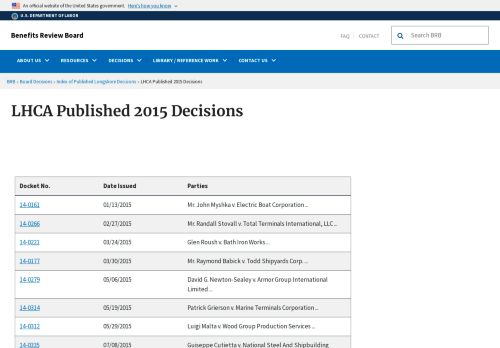 An official website of the United States government. Here's how you know
U.S. DEPARTMENT OF LABOR
Benefits Review Board
FAQ CONTACT
Search BRB
ABOUT US RESOURCES DECISIONS LIBRARY / REFERENCE WORK CONTACT US
BRB » Board Decisions » Index of Published Longshore Decisions » LHCA Published 2015 Decisions
LHCA Published 2015 Decisions
Docket No. Date Issued Parties
14-0161 01/13/2015 Mr. John Myshka v. Electric Boat Corporation ...
14-0266 02/27/2015 Mr. Randall Stovall v. Total Terminals International, LLC ...
14-0221 03/24/2015 Glen Roush v. Bath Iron Works ...
14-0177 03/30/2015 Mr. Raymond Babick v. Todd Shipyards Corp. ...
14-0279 05/06/2015 David G. Newton-Sealey v. Armor Group International
Limited ...
14-0314 05/19/2015 Patrick Grierson v. Marine Terminals Corporation ...
14-0312 05/29/2015 Luigi Malta v. Wood Group Production Services ...
14-0335 07/08/2015 Guiseppe Cutietta v. National Steel And Shipbuilding